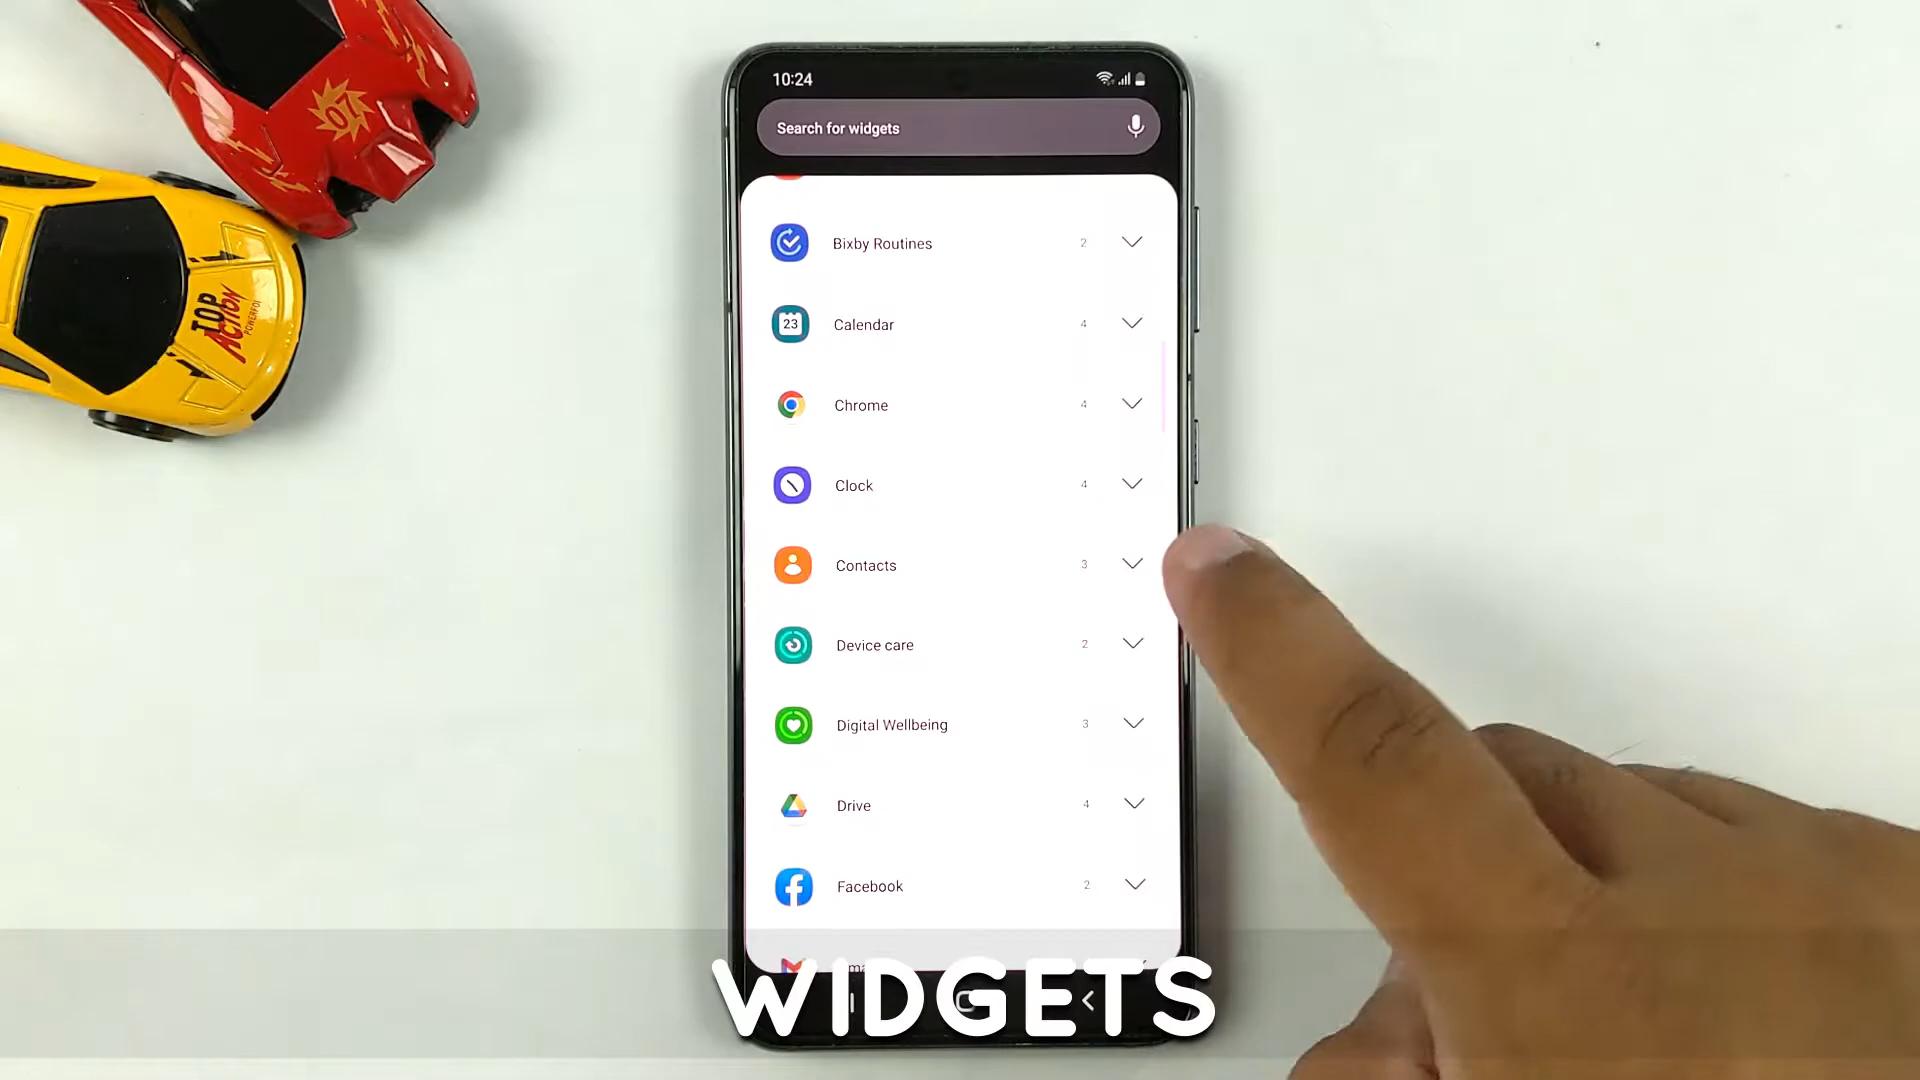 07
TOP
ACTION
POWERFUL
10:24
Search for widgets
Bixby Routines 2
23
Calendar 4
Chrome 4
Clock 4
Contacts 3
Device care 2
Digital Wellbeing 3
Drive 4
Facebook 2
WIDGETS